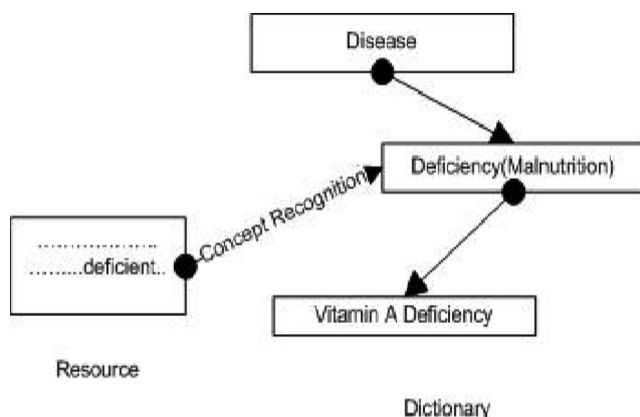 Disease
Deficiency(Malnutrition)
Concept Recognition
.....................
.........deficient..
Vitamin A Deficiency
Resource
Dictionary